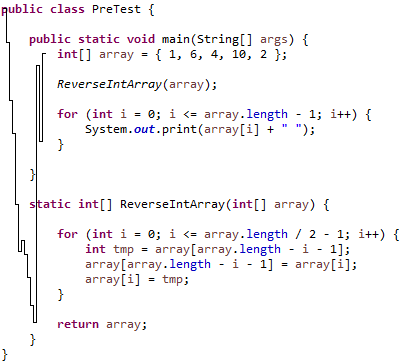 public class PreTest {
public static void main(String[] args) {
int[] array = { 1, 6, 4, 10, 2 };
ReverseIntArray(array);
for (int i = 0; i <= array.length - 1; i++) {
System.out.print(array[i] + " ");
}
}
static int[] ReverseIntArray(int[] array) {
for (int i = 0; i <= array.length / 2 - 1; i++) {
int tmp = array[array.length - i - 1];
array[array.length - i - 1] = array[i];
array[i] = tmp;
}
return array;
}
}